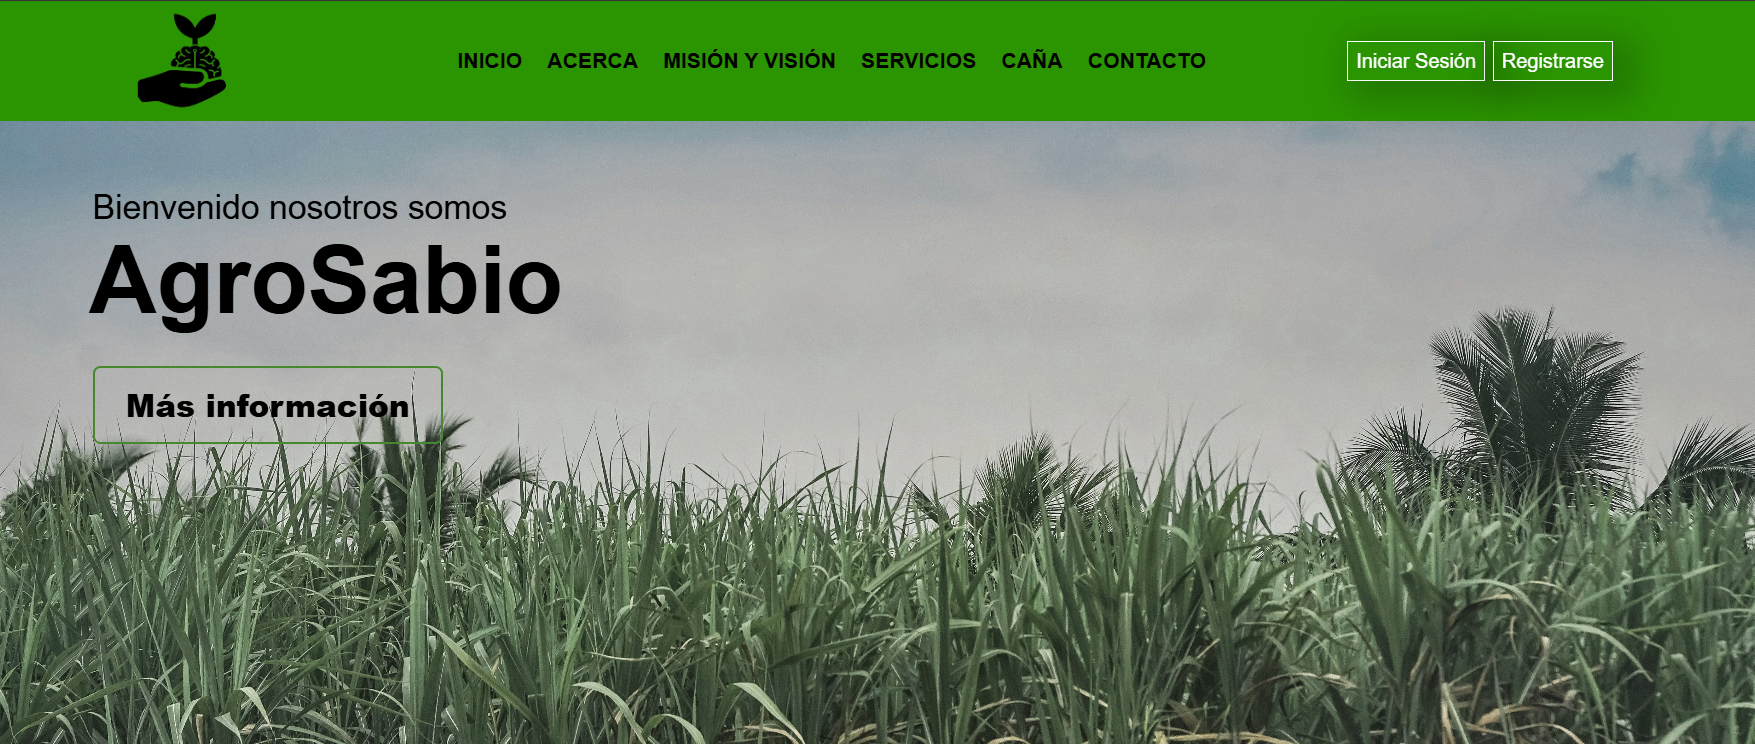 INICIO ACERCA MISIÓN Y VISIÓN SERVICIOS CAÑA CONTACTO Iniciar Sesión Registrarse
Bienvenido nosotros somos
AgroSabio
Más información